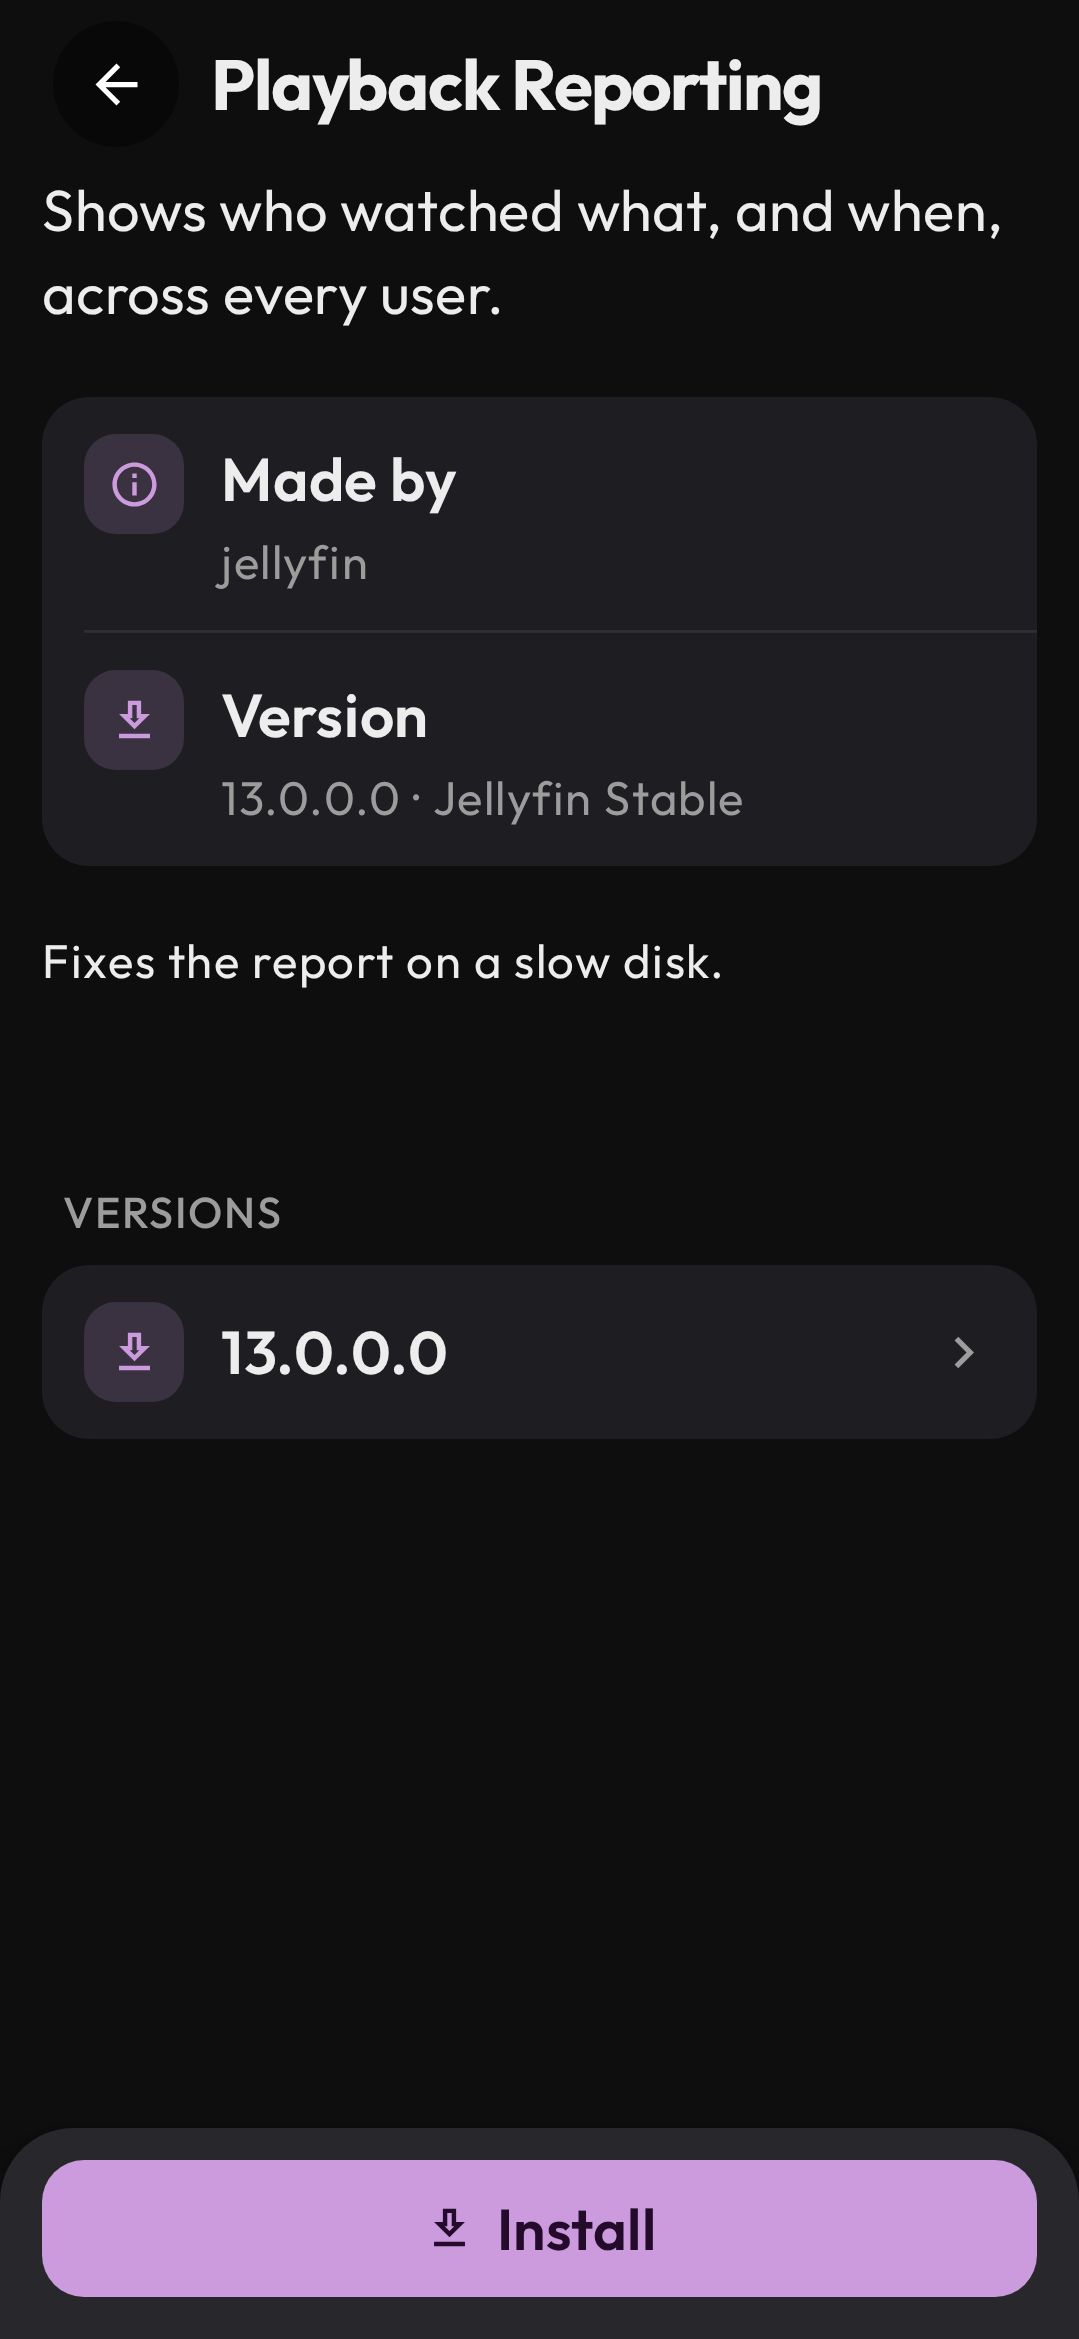 Playback Reporting
Shows who watched what, and when,
across every user.
Made by
jellyfin
Version
13.0.0.0 · Jellyfin Stable
Fixes the report on a slow disk.
VERSIONS
13.0.0.0
Install